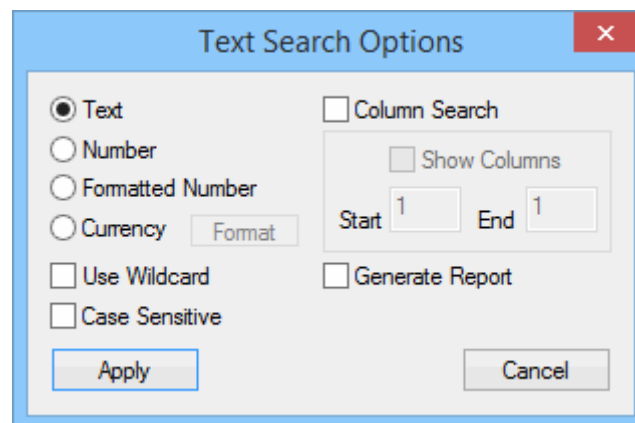 Text Search Options
Text
Column Search
Number
Show Columns
Formatted Number
Start 1 End 1
Currency Format
Use Wildcard
Generate Report
Case Sensitive
Apply
Cancel